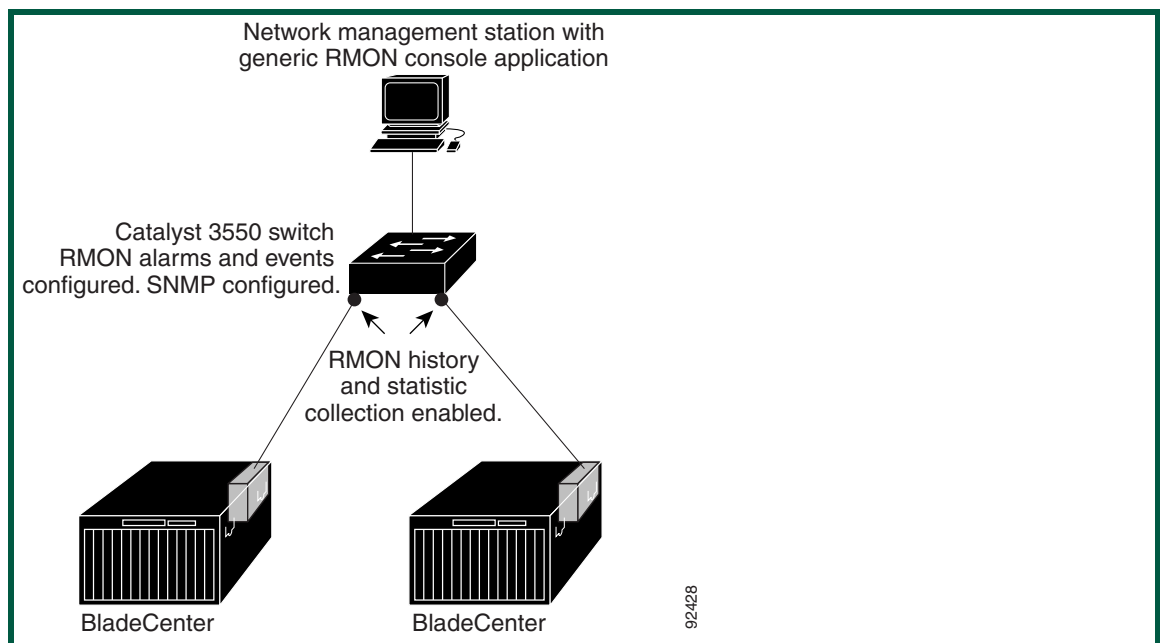 Network management station with
generic RMON console application
Catalyst 3550 switch
RMON alarms and events
configured. SNMP configured.
RMON history
and statistic
collection enabled.
BladeCenter
BladeCenter
92428